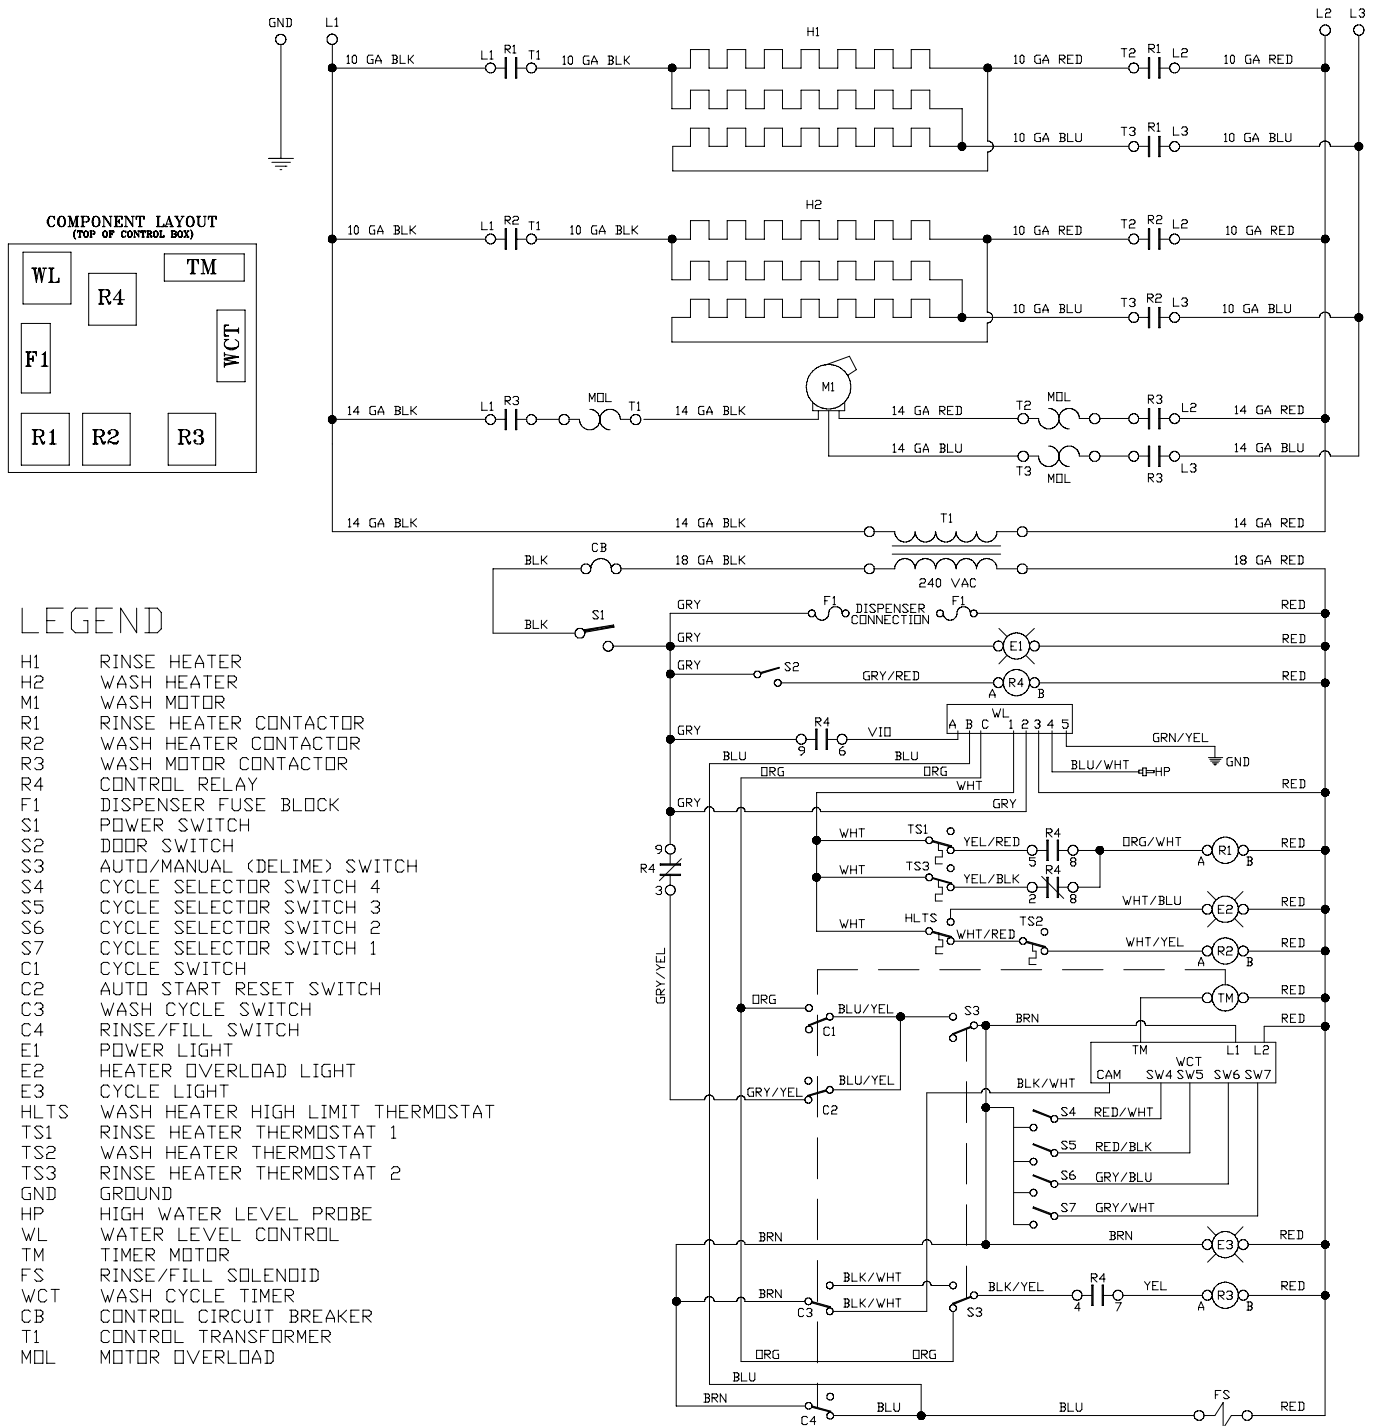 GND L1 L2 L3
H1
10 GA BLK L1 R1 T1 10 GA BLK 10 GA RED T2 R1 L2 10 GA RED
10 GA BLU T3 R1 L3 10 GA BLU
H2
10 GA BLK L1 R2 T1 10 GA BLK 10 GA RED T2 R2 L2 10 GA RED
10 GA BLU T3 R2 L3 10 GA BLU
COMPONENT LAYOUT
(TOP OF CONTROL BOX)
WL TM
R4
F1 WCT
R1 R2 R3
M1
14 GA BLK L1 R3 MOL T1 14 GA BLK 14 GA RED T2 MOL R3 L2 14 GA RED
14 GA BLU T3 MOL R3 L3 14 GA BLU
14 GA BLK 14 GA BLK T1 14 GA RED
BLK CB 18 GA BLK 240 VAC 18 GA RED
GRY F1 DISPENSER CONNECTION F1 RED
BLK S1 GRY E1 RED
GRY S2 GRY/RED A R4 B RED
WL
A B C 1 2 3 4 5
GRY R4 9 6 VIO GRN/YEL
GND
BLU BLU BLU/WHT HP
ORG ORG
WHT RED
GRY GRY
WHT TS1 YEL/RED R4 5 8 ORG/WHT A R1 B RED
9 R4 3
WHT TS3 YEL/BLK R4 2 8
WHT/BLU E2 RED
WHT HLTS WHT/RED TS2 WHT/YEL A R2 B RED
GRY/YEL
TM RED
ORG C1 BLU/YEL S3 BRN RED
TM L1 L2
WCT
CAM SW4 SW5 SW6 SW7
GRY/YEL C2 BLU/YEL BLK/WHT
S4 RED/WHT
S5 RED/BLK
S6 GRY/BLU
S7 GRY/WHT
BRN BRN E3 RED
BLK/WHT
BRN C3 BLK/WHT S3 BLK/YEL R4 4 7 YEL A R3 B RED
ORG ORG
BLU
BRN C4 BLU BLU FS RED
LEGEND
H1 RINSE HEATER
H2 WASH HEATER
M1 WASH MOTOR
R1 RINSE HEATER CONTACTOR
R2 WASH HEATER CONTACTOR
R3 WASH MOTOR CONTACTOR
R4 CONTROL RELAY
F1 DISPENSER FUSE BLOCK
S1 POWER SWITCH
S2 DOOR SWITCH
S3 AUTO/MANUAL (DELIME) SWITCH
S4 CYCLE SELECTOR SWITCH 4
S5 CYCLE SELECTOR SWITCH 3
S6 CYCLE SELECTOR SWITCH 2
S7 CYCLE SELECTOR SWITCH 1
C1 CYCLE SWITCH
C2 AUTO START RESET SWITCH
C3 WASH CYCLE SWITCH
C4 RINSE/FILL SWITCH
E1 POWER LIGHT
E2 HEATER OVERLOAD LIGHT
E3 CYCLE LIGHT
HLTS WASH HEATER HIGH LIMIT THERMOSTAT
TS1 RINSE HEATER THERMOSTAT 1
TS2 WASH HEATER THERMOSTAT
TS3 RINSE HEATER THERMOSTAT 2
GND GROUND
HP HIGH WATER LEVEL PROBE
WL WATER LEVEL CONTROL
TM TIMER MOTOR
FS RINSE/FILL SOLENOID
WCT WASH CYCLE TIMER
CB CONTROL CIRCUIT BREAKER
T1 CONTROL TRANSFORMER
MOL MOTOR OVERLOAD